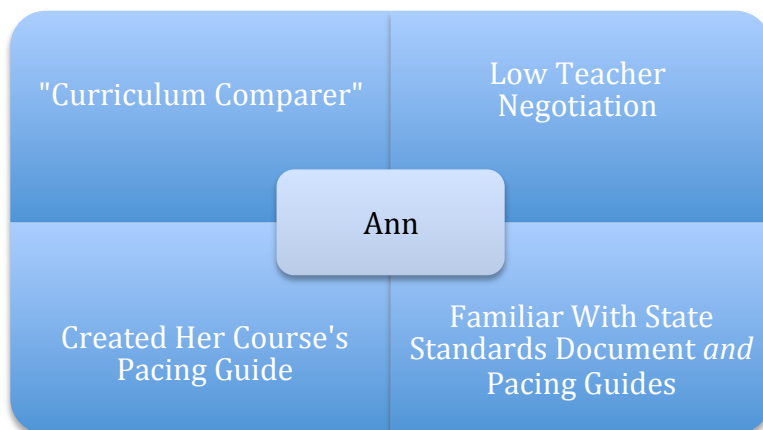 "Curriculum Comparer"
Low Teacher
Negotiation
Ann
Created Her Course's
Pacing Guide
Familiar With State
Standards Document and
Pacing Guides